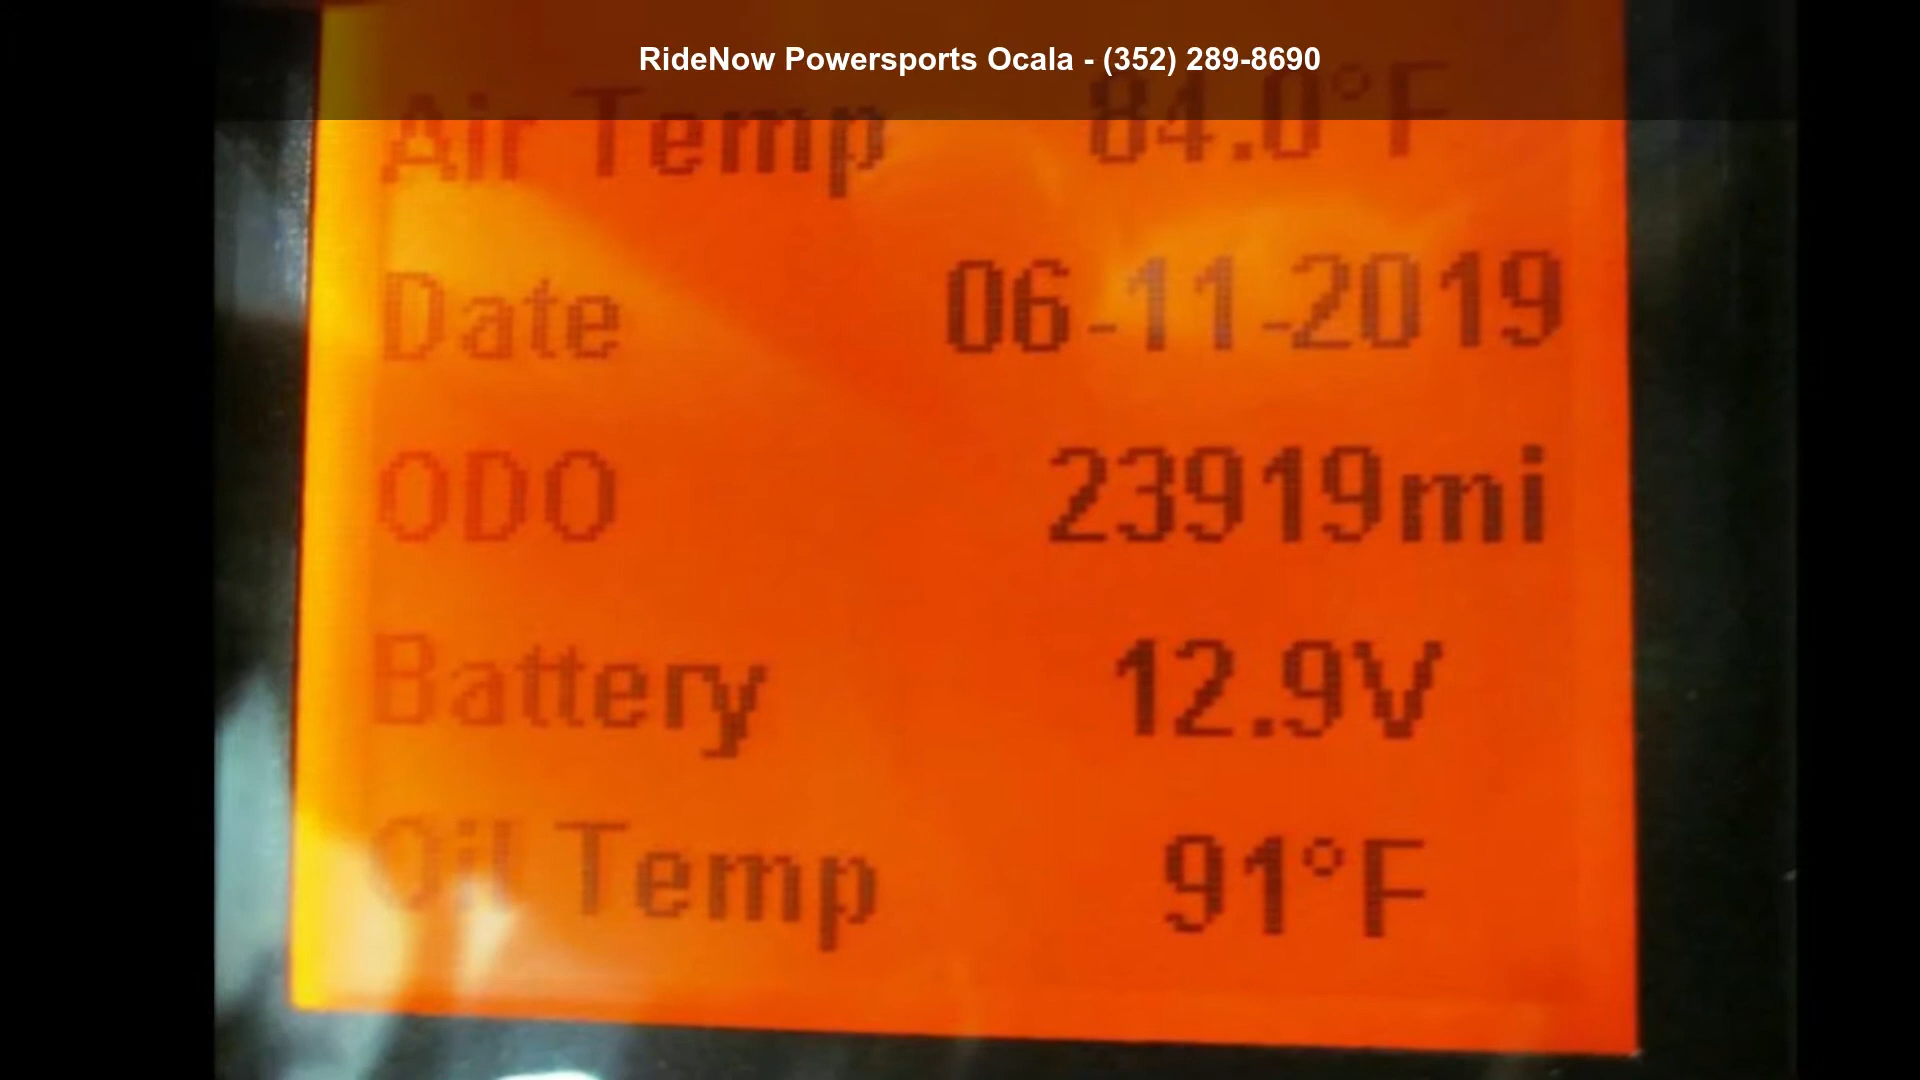 RideNow Powersports Ocala - (352) 289-8690
Air Temp 84.0°F
Date 06-11-2019
ODO 23919mi
Battery 12.9V
Oil Temp 91°F